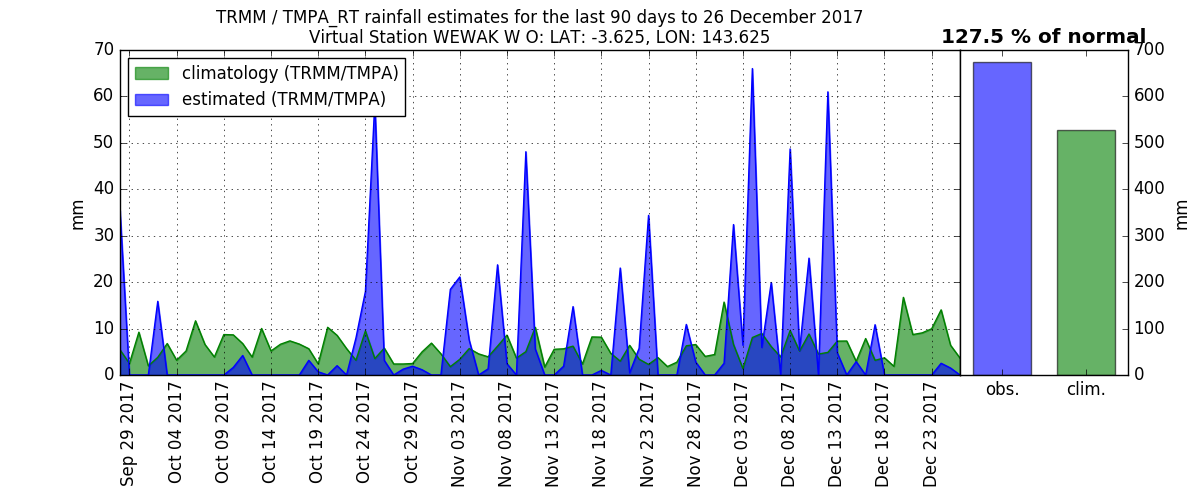 TRMM / TMPA_RT rainfall estimates for the last 90 days to 26 December 2017
Virtual Station WEWAK W O: LAT: -3.625, LON: 143.625
127.5 % of normal
climatology (TRMM/TMPA)
estimated (TRMM/TMPA)
mm
70
60
50
40
30
20
10
0
Sep 29 2017
Oct 04 2017
Oct 09 2017
Oct 14 2017
Oct 19 2017
Oct 24 2017
Oct 29 2017
Nov 03 2017
Nov 08 2017
Nov 13 2017
Nov 18 2017
Nov 23 2017
Nov 28 2017
Dec 03 2017
Dec 08 2017
Dec 13 2017
Dec 18 2017
Dec 23 2017
obs.
clim.
700
600
500
400
300
200
100
0
mm